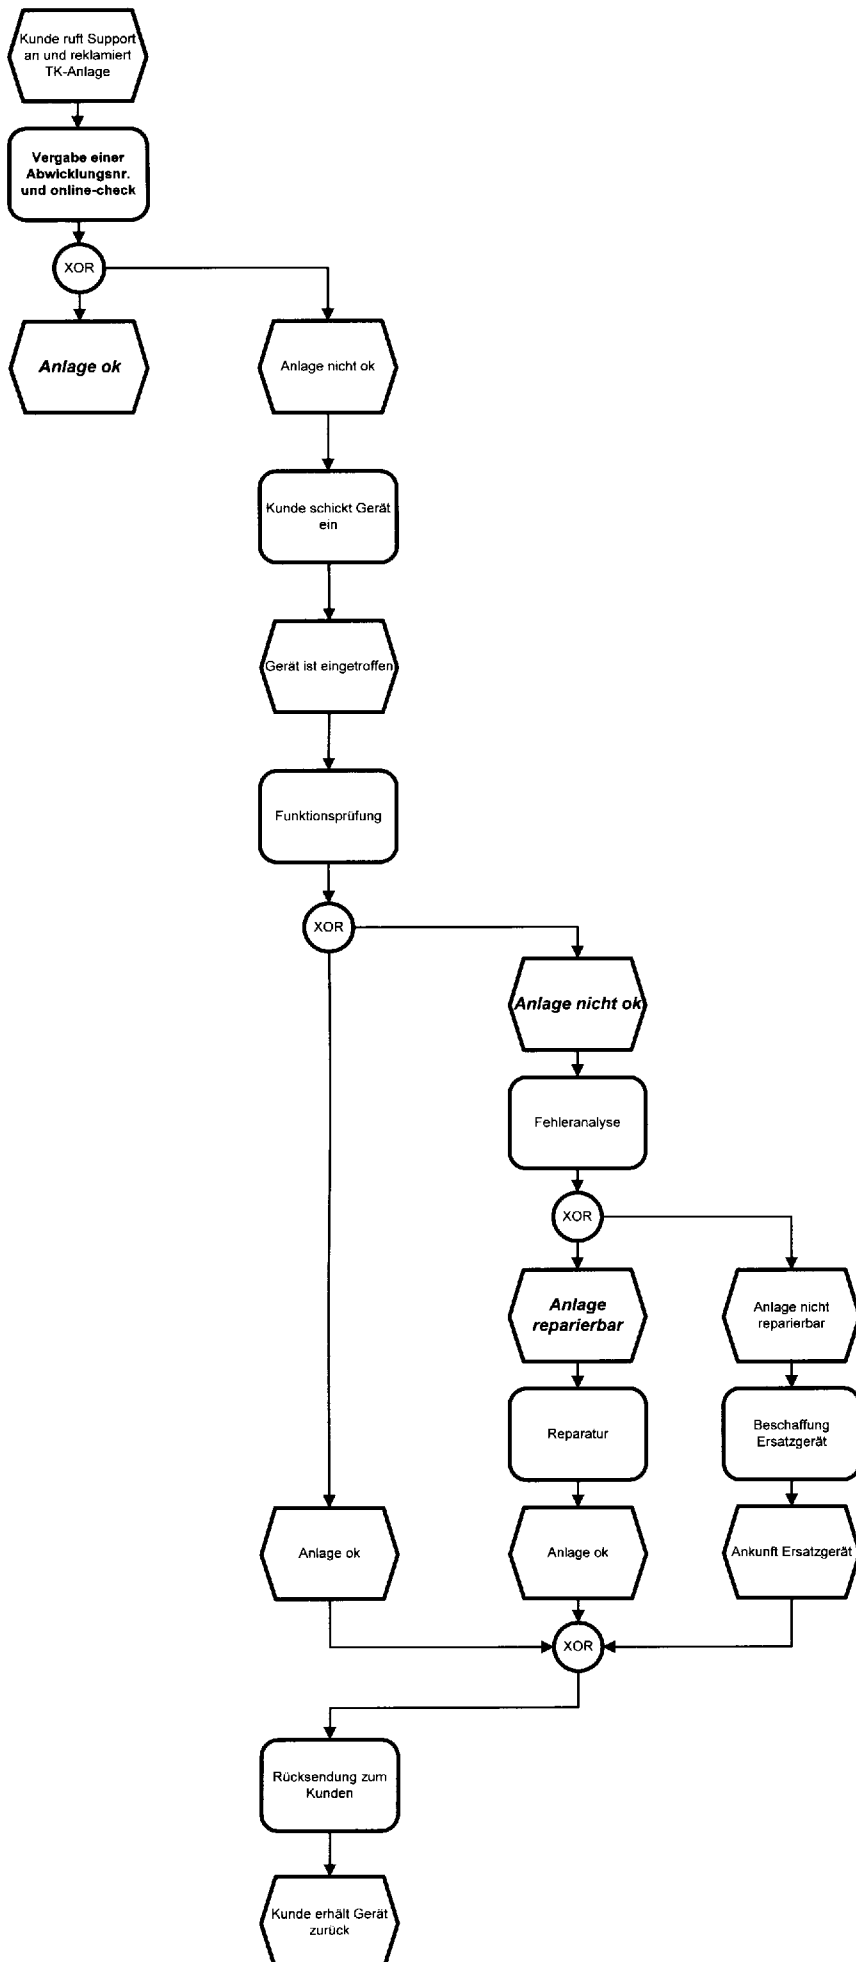 Kunde ruft Support
an und reklamiert
TK-Anlage
Vergabe einer
Abwicklungsnr.
und online-check
XOR
Anlage ok
Anlage nicht ok
Kunde schickt Gerät
ein
Gerät ist eingetroffen
Funktionsprüfung
XOR
Anlage nicht ok
Fehleranalyse
XOR
Anlage
reparierbar
Anlage nicht
reparierbar
Reparatur
Beschaffung
Ersatzgerät
Anlage ok
Anlage ok
Ankunft Ersatzgerät
XOR
Rücksendung zum
Kunden
Kunde erhält Gerät
zurück